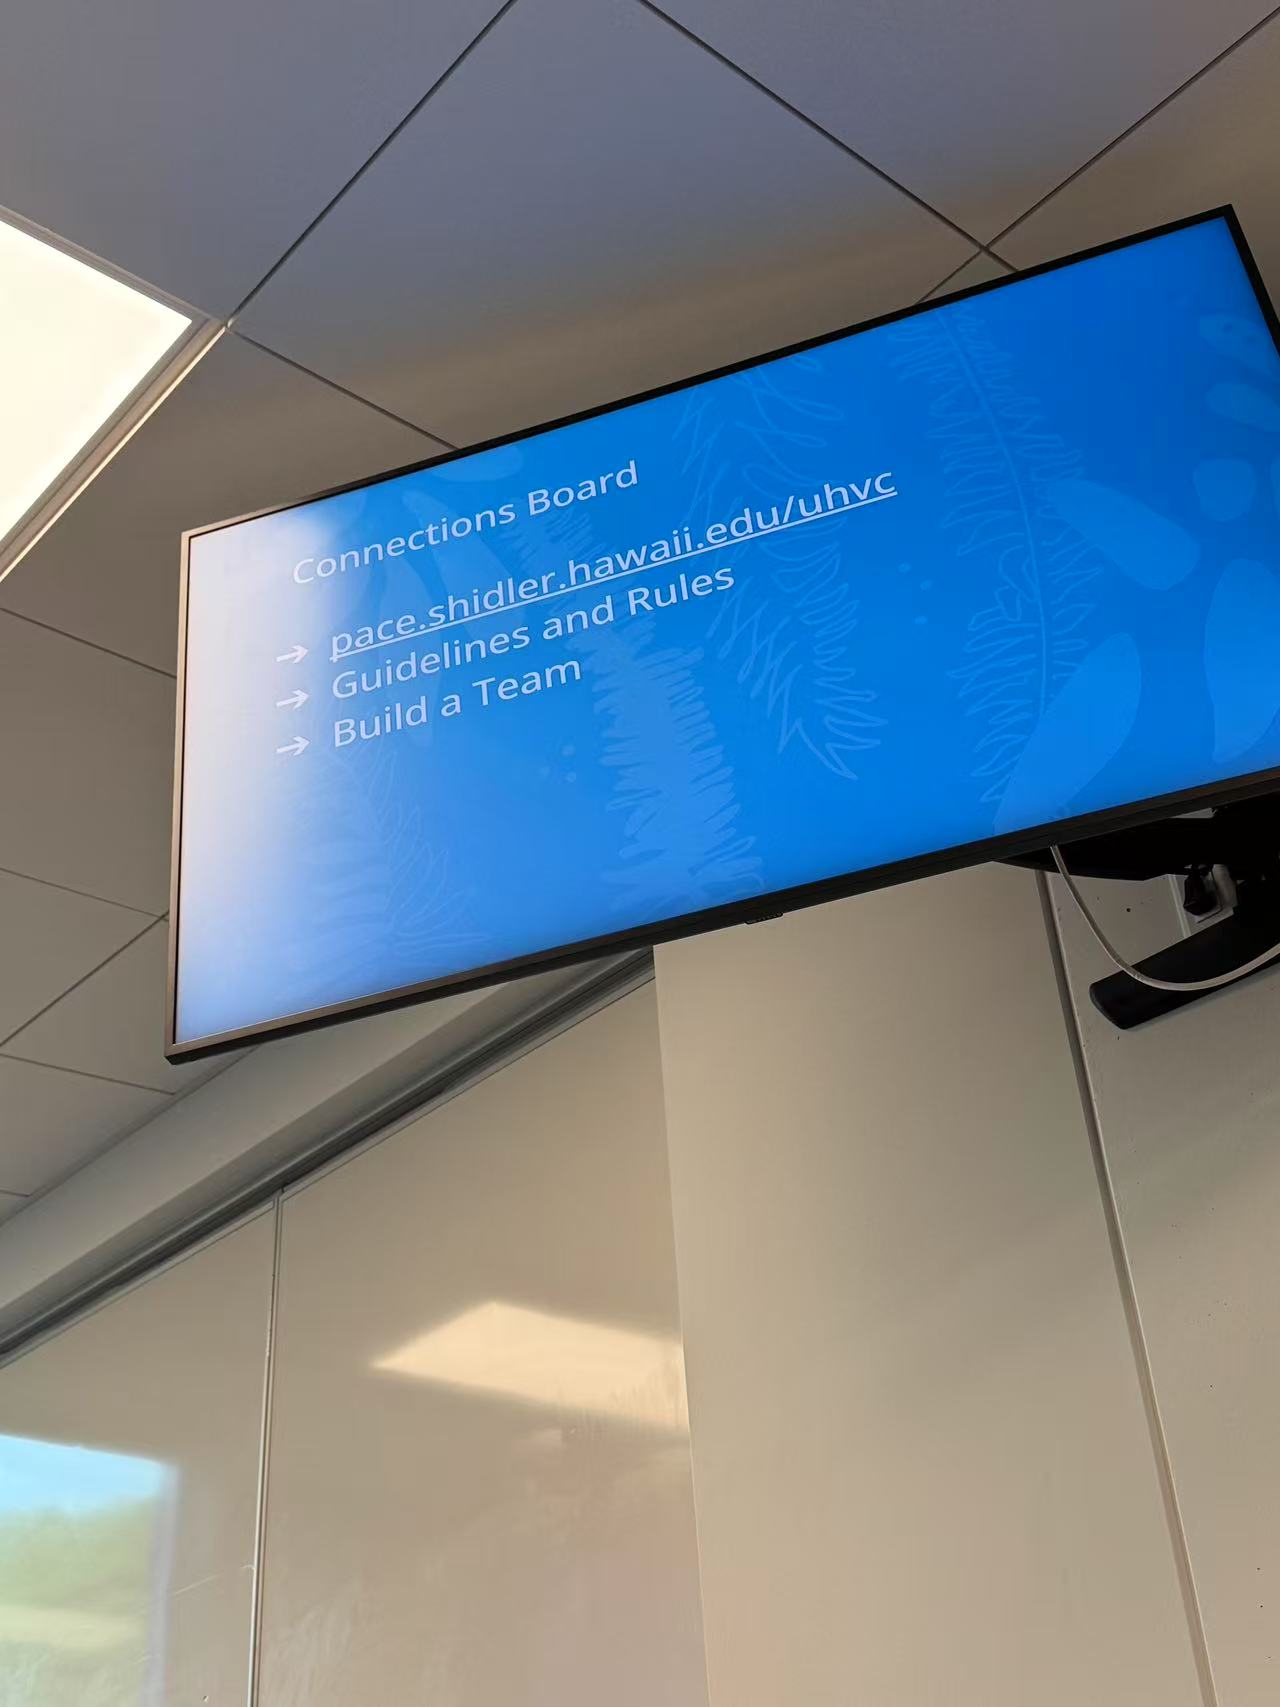 Connections Board
→ pace.shidler.hawaii.edu/uhvc
→ Guidelines and Rules
→ Build a Team